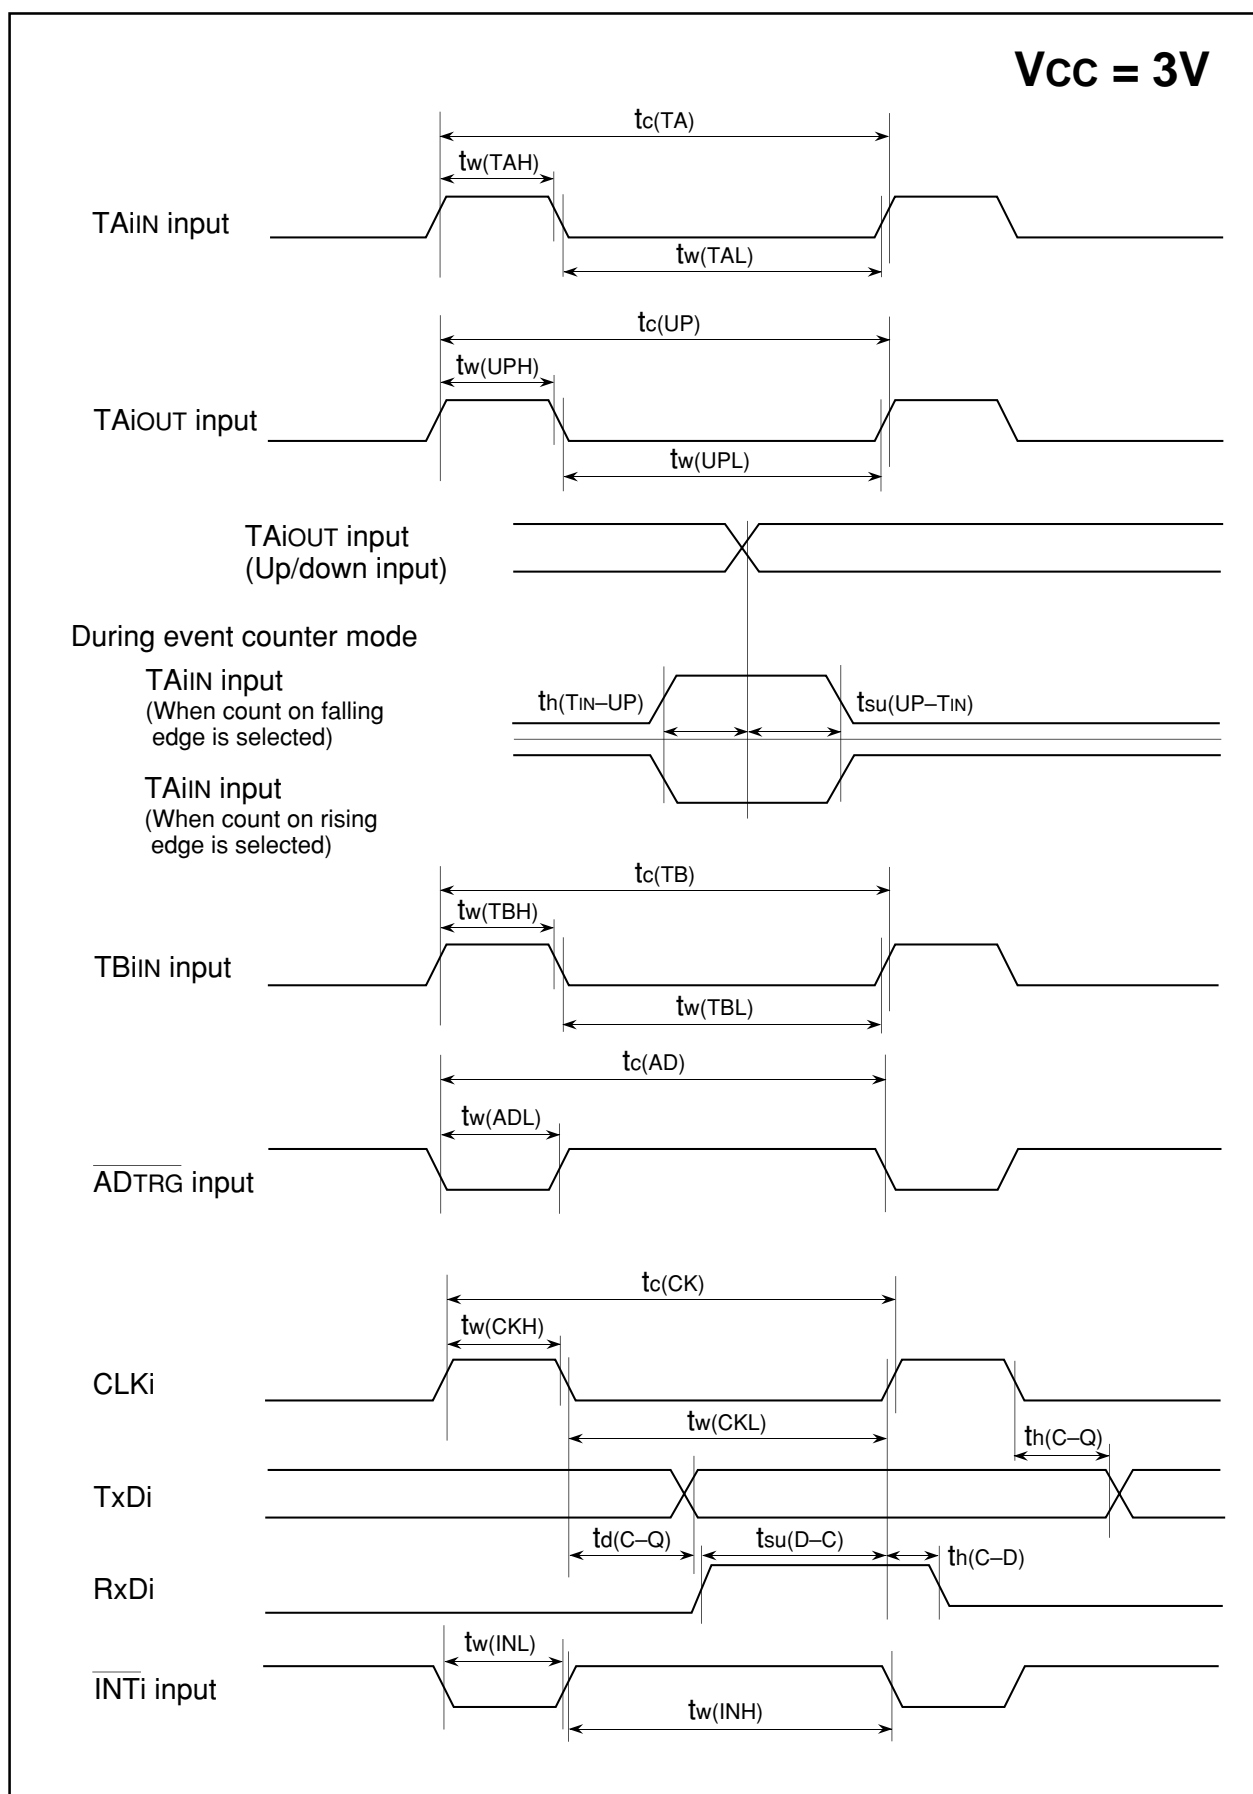 VCC = 3V
tc(TA)
tw(TAH)
TAiIN input
tw(TAL)
tc(UP)
tw(UPH)
TAiOUT input
tw(UPL)
TAiOUT input
(Up/down input)
During event counter mode
TAiIN input
(When count on falling
edge is selected)
th(TIN–UP)
tsu(UP–TIN)
TAiIN input
(When count on rising
edge is selected)
tc(TB)
tw(TBH)
TBiIN input
tw(TBL)
tc(AD)
tw(ADL)
ADTRG input
tc(CK)
tw(CKH)
CLKi
tw(CKL)
th(C–Q)
TxDi
td(C–Q)
tsu(D–C)
th(C–D)
RxDi
tw(INL)
INTi input
tw(INH)